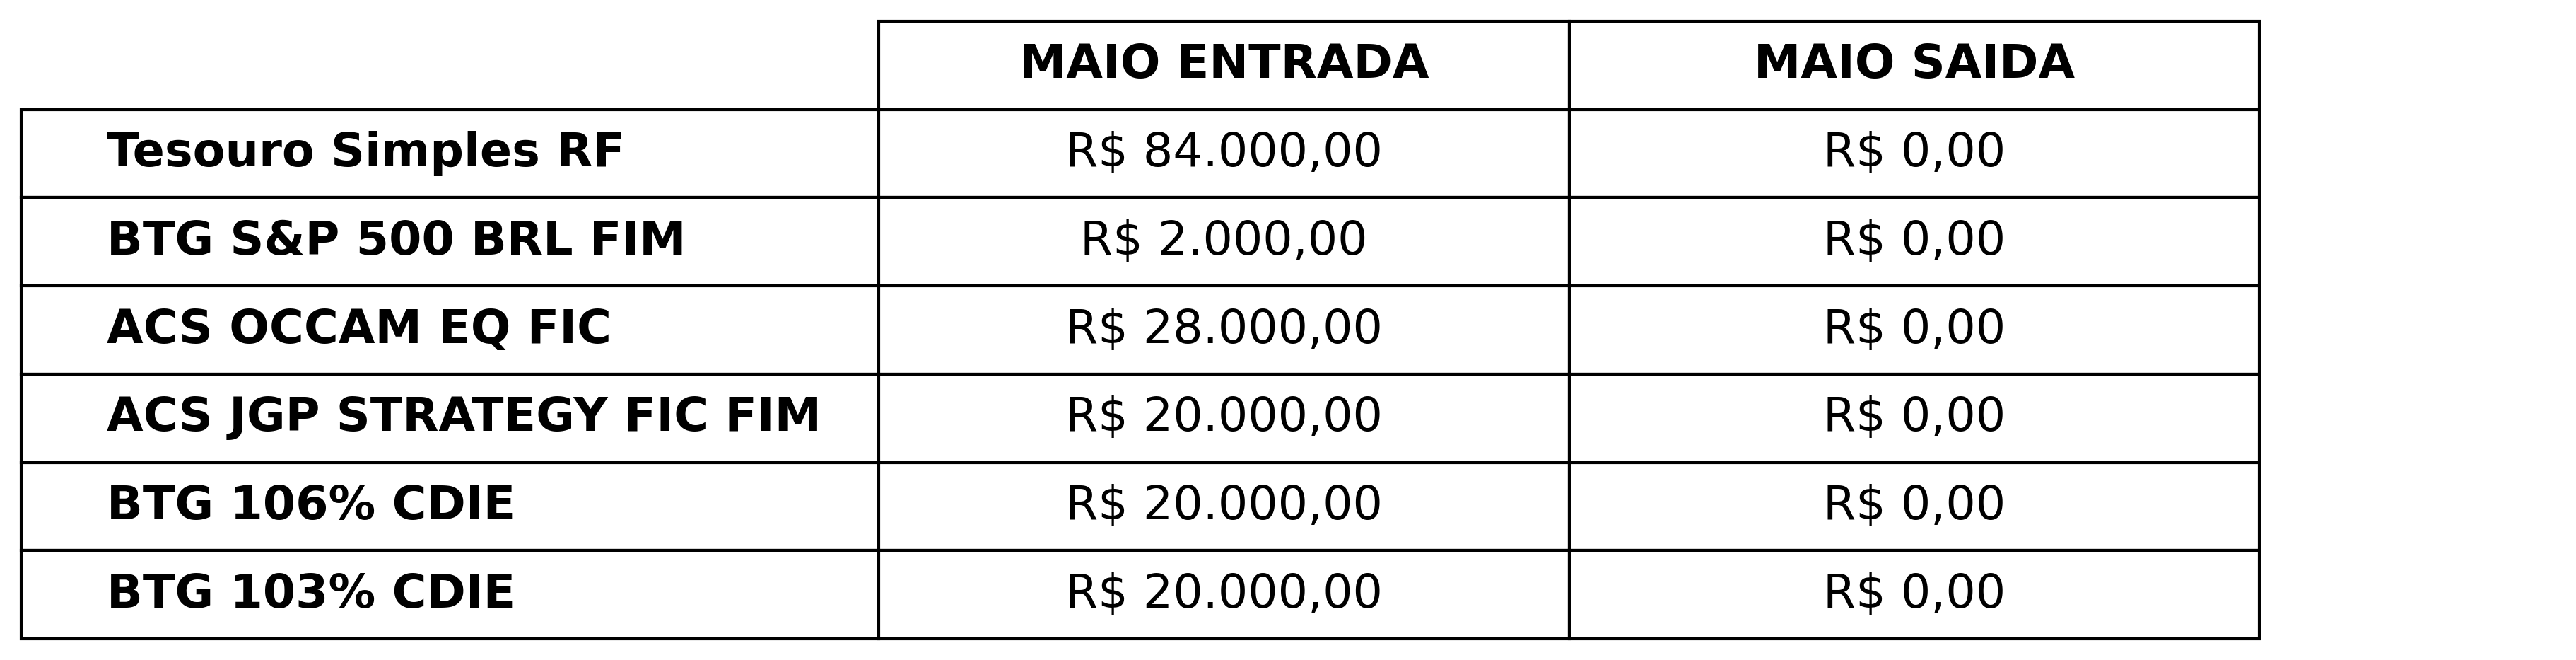 MAIO ENTRADA MAIO SAIDA
Tesouro Simples RF R$ 84.000,00 R$ 0,00
BTG S&P 500 BRL FIM R$ 2.000,00 R$ 0,00
ACS OCCAM EQ FIC R$ 28.000,00 R$ 0,00
ACS JGP STRATEGY FIC FIM R$ 20.000,00 R$ 0,00
BTG 106% CDIE R$ 20.000,00 R$ 0,00
BTG 103% CDIE R$ 20.000,00 R$ 0,00